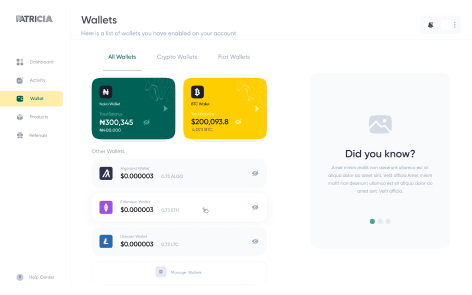 PATRICIA
Wallets
Here is a list of wallets you have enabled on your account
Dashboard
Activity
Wallet
Products
Referrals
Help Center
All Wallets
Crypto Wallets
Fiat Wallets
Naira Wallet
Total Balance
₦300,345
BTC Wallet
Total Balance
$200,093.8
Other Wallets
Algorand Wallet
$0.000003
0.73 ALGO
Ethereum Wallet
$0.000003
0.73 ETH
Litecoin Wallet
$0.000003
0.73 LTC
Manage Wallets
Did you know?
Amet minim mollit non deserunt ullamco est sit
aliqua dolor do amet sint. Velit officia Amet minim
mollit non deserunt ullamco est sit aliqua dolor do
amet sint. Velit officia